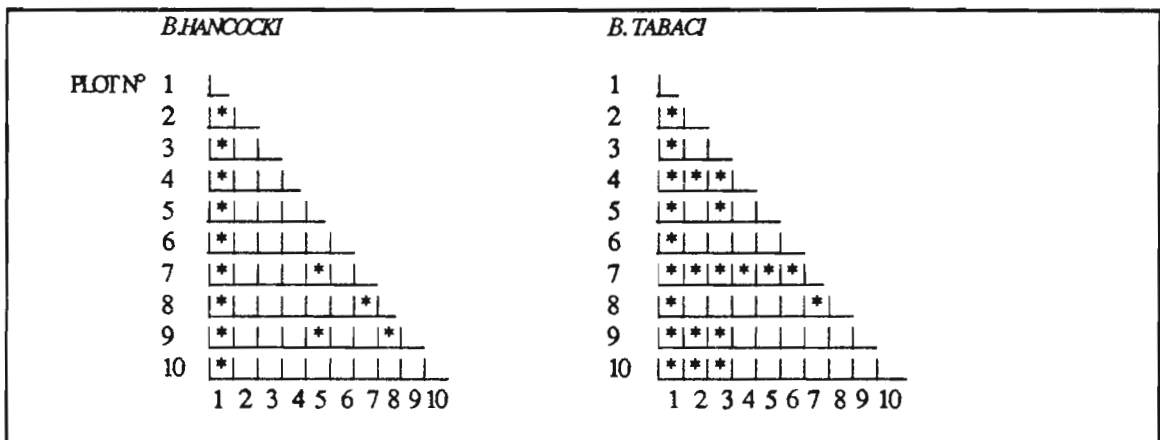 B.HANCOCKI B. TABACI
PLOT N° 1 1
2 * 2 *
3 * 3 *
4 * 4 * * *
5 * 5 * *
6 * 6 *
7 * * 7 * * * * * *
8 * * 8 * *
9 * * * 9 * * *
10 * 10 * * *
1 2 3 4 5 6 7 8 9 10 1 2 3 4 5 6 7 8 9 10